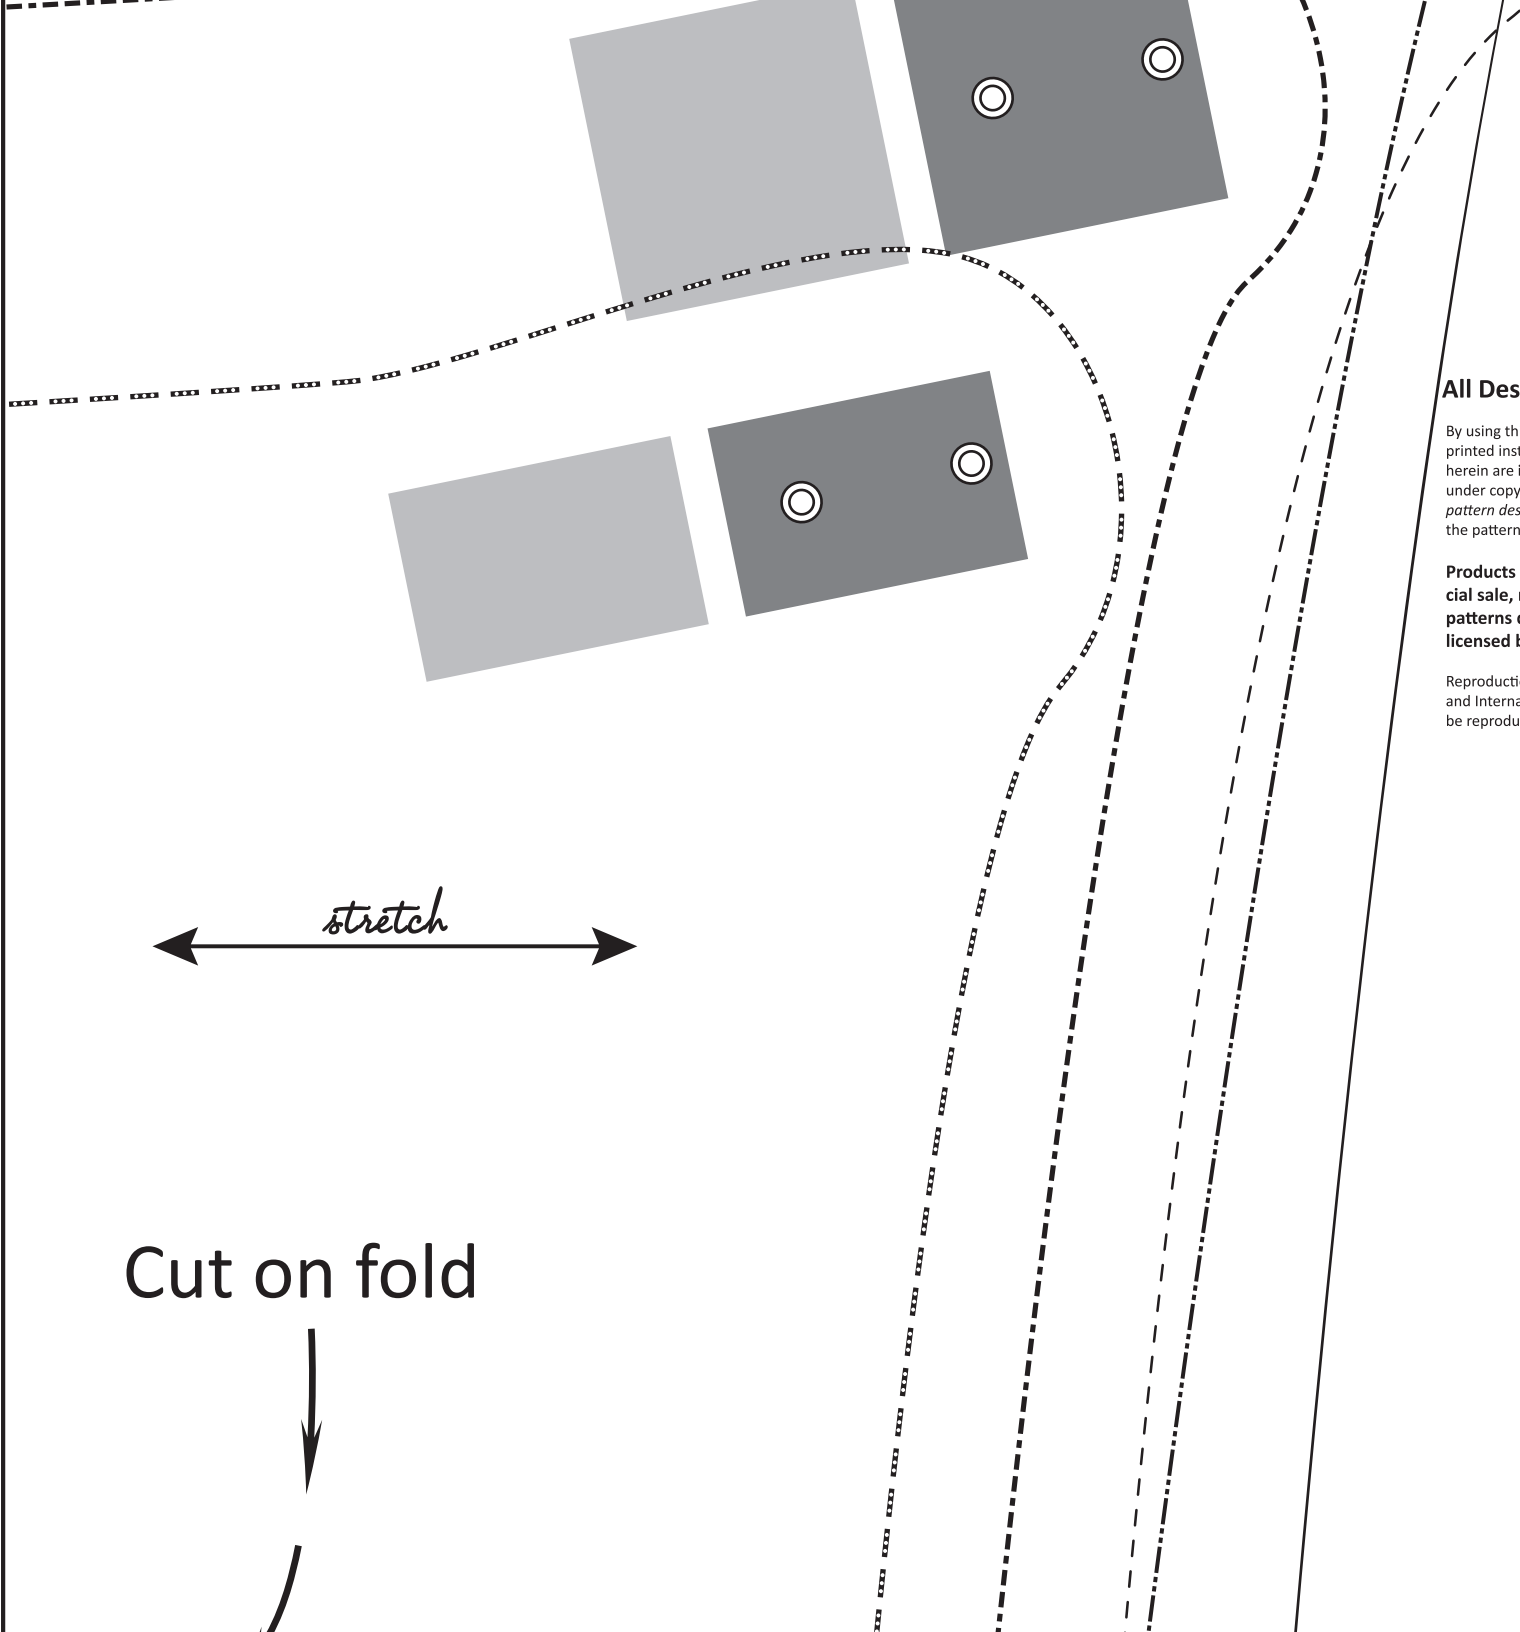 All Des
By using th
printed inst
herein are i
under copy
pattern des
the pattern
Products
cial sale,
patterns
licensed
Reproducti
and Interna
be reprodu
stretch
Cut on fold